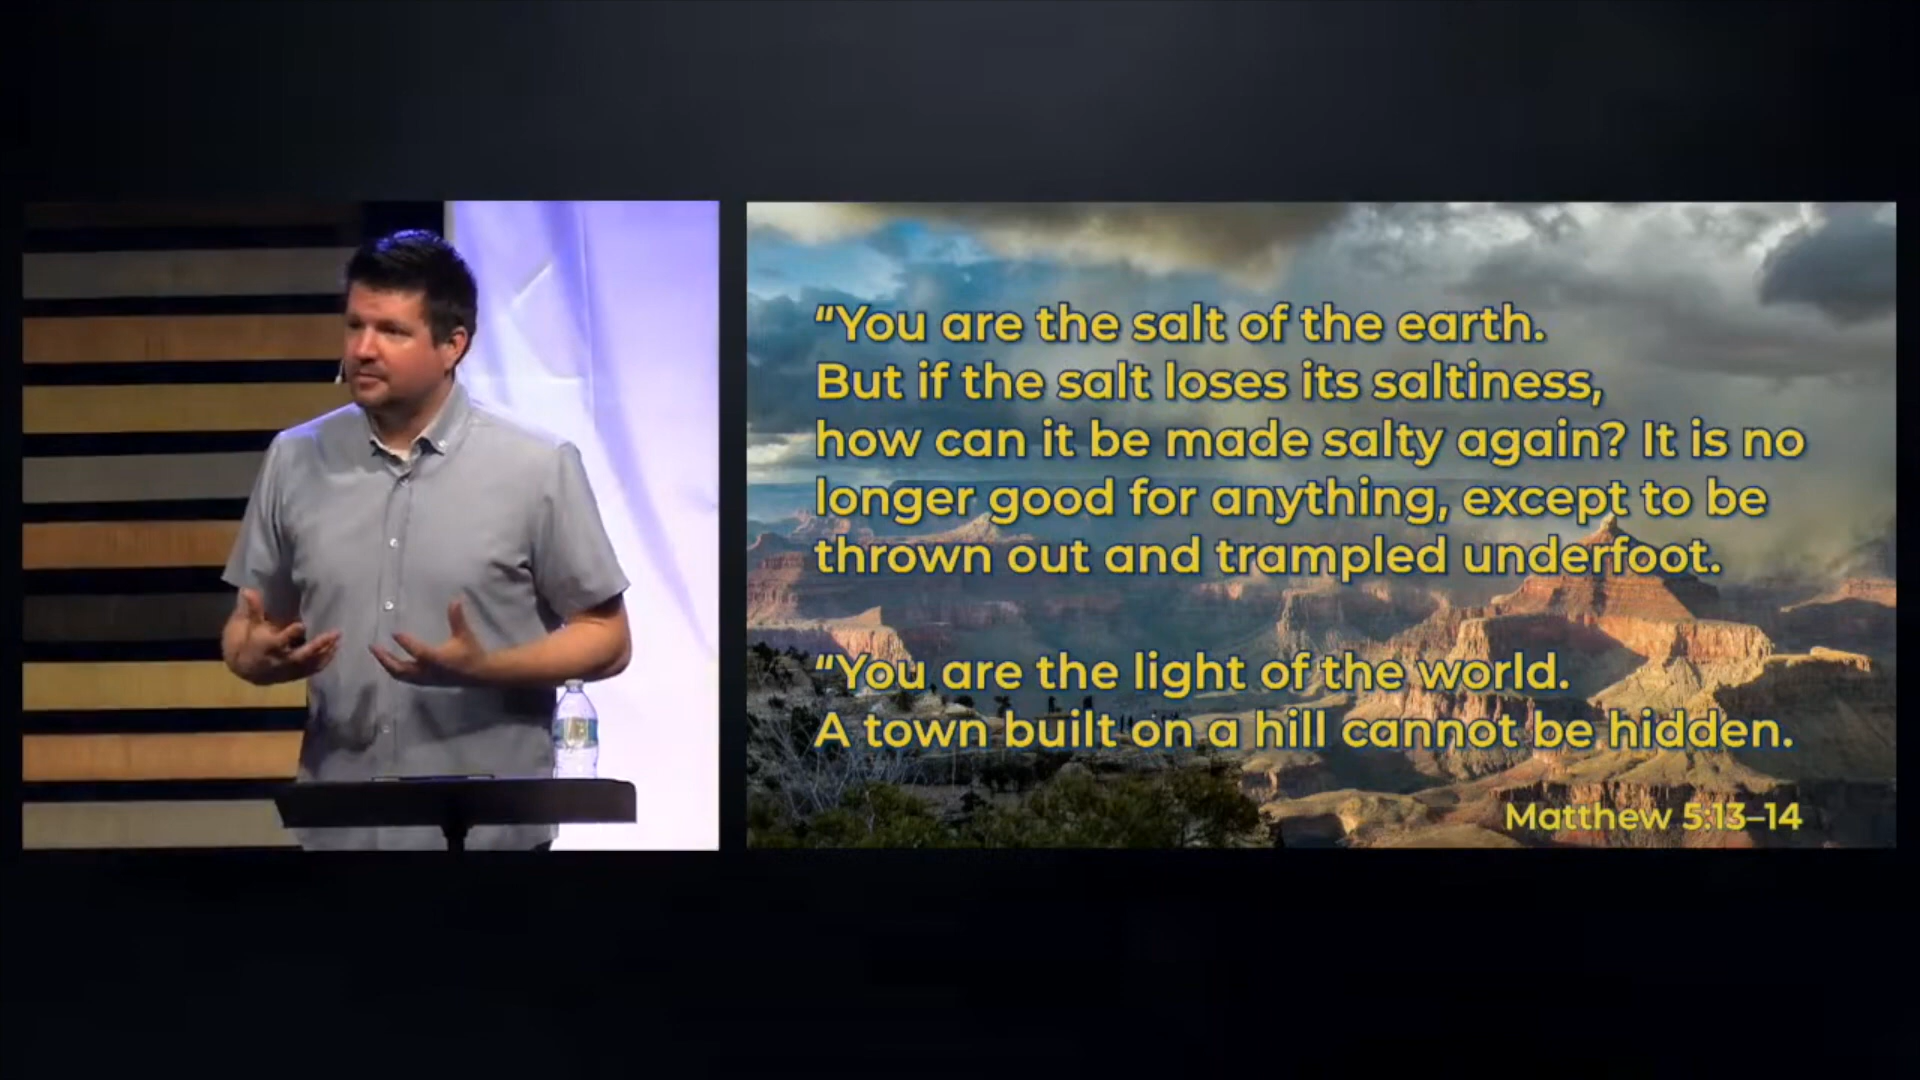 “You are the salt of the earth.
But if the salt loses its saltiness,
how can it be made salty again? It is no
longer good for anything, except to be
thrown out and trampled underfoot.
“You are the light of the world.
A town built on a hill cannot be hidden.
Matthew 5:13–14